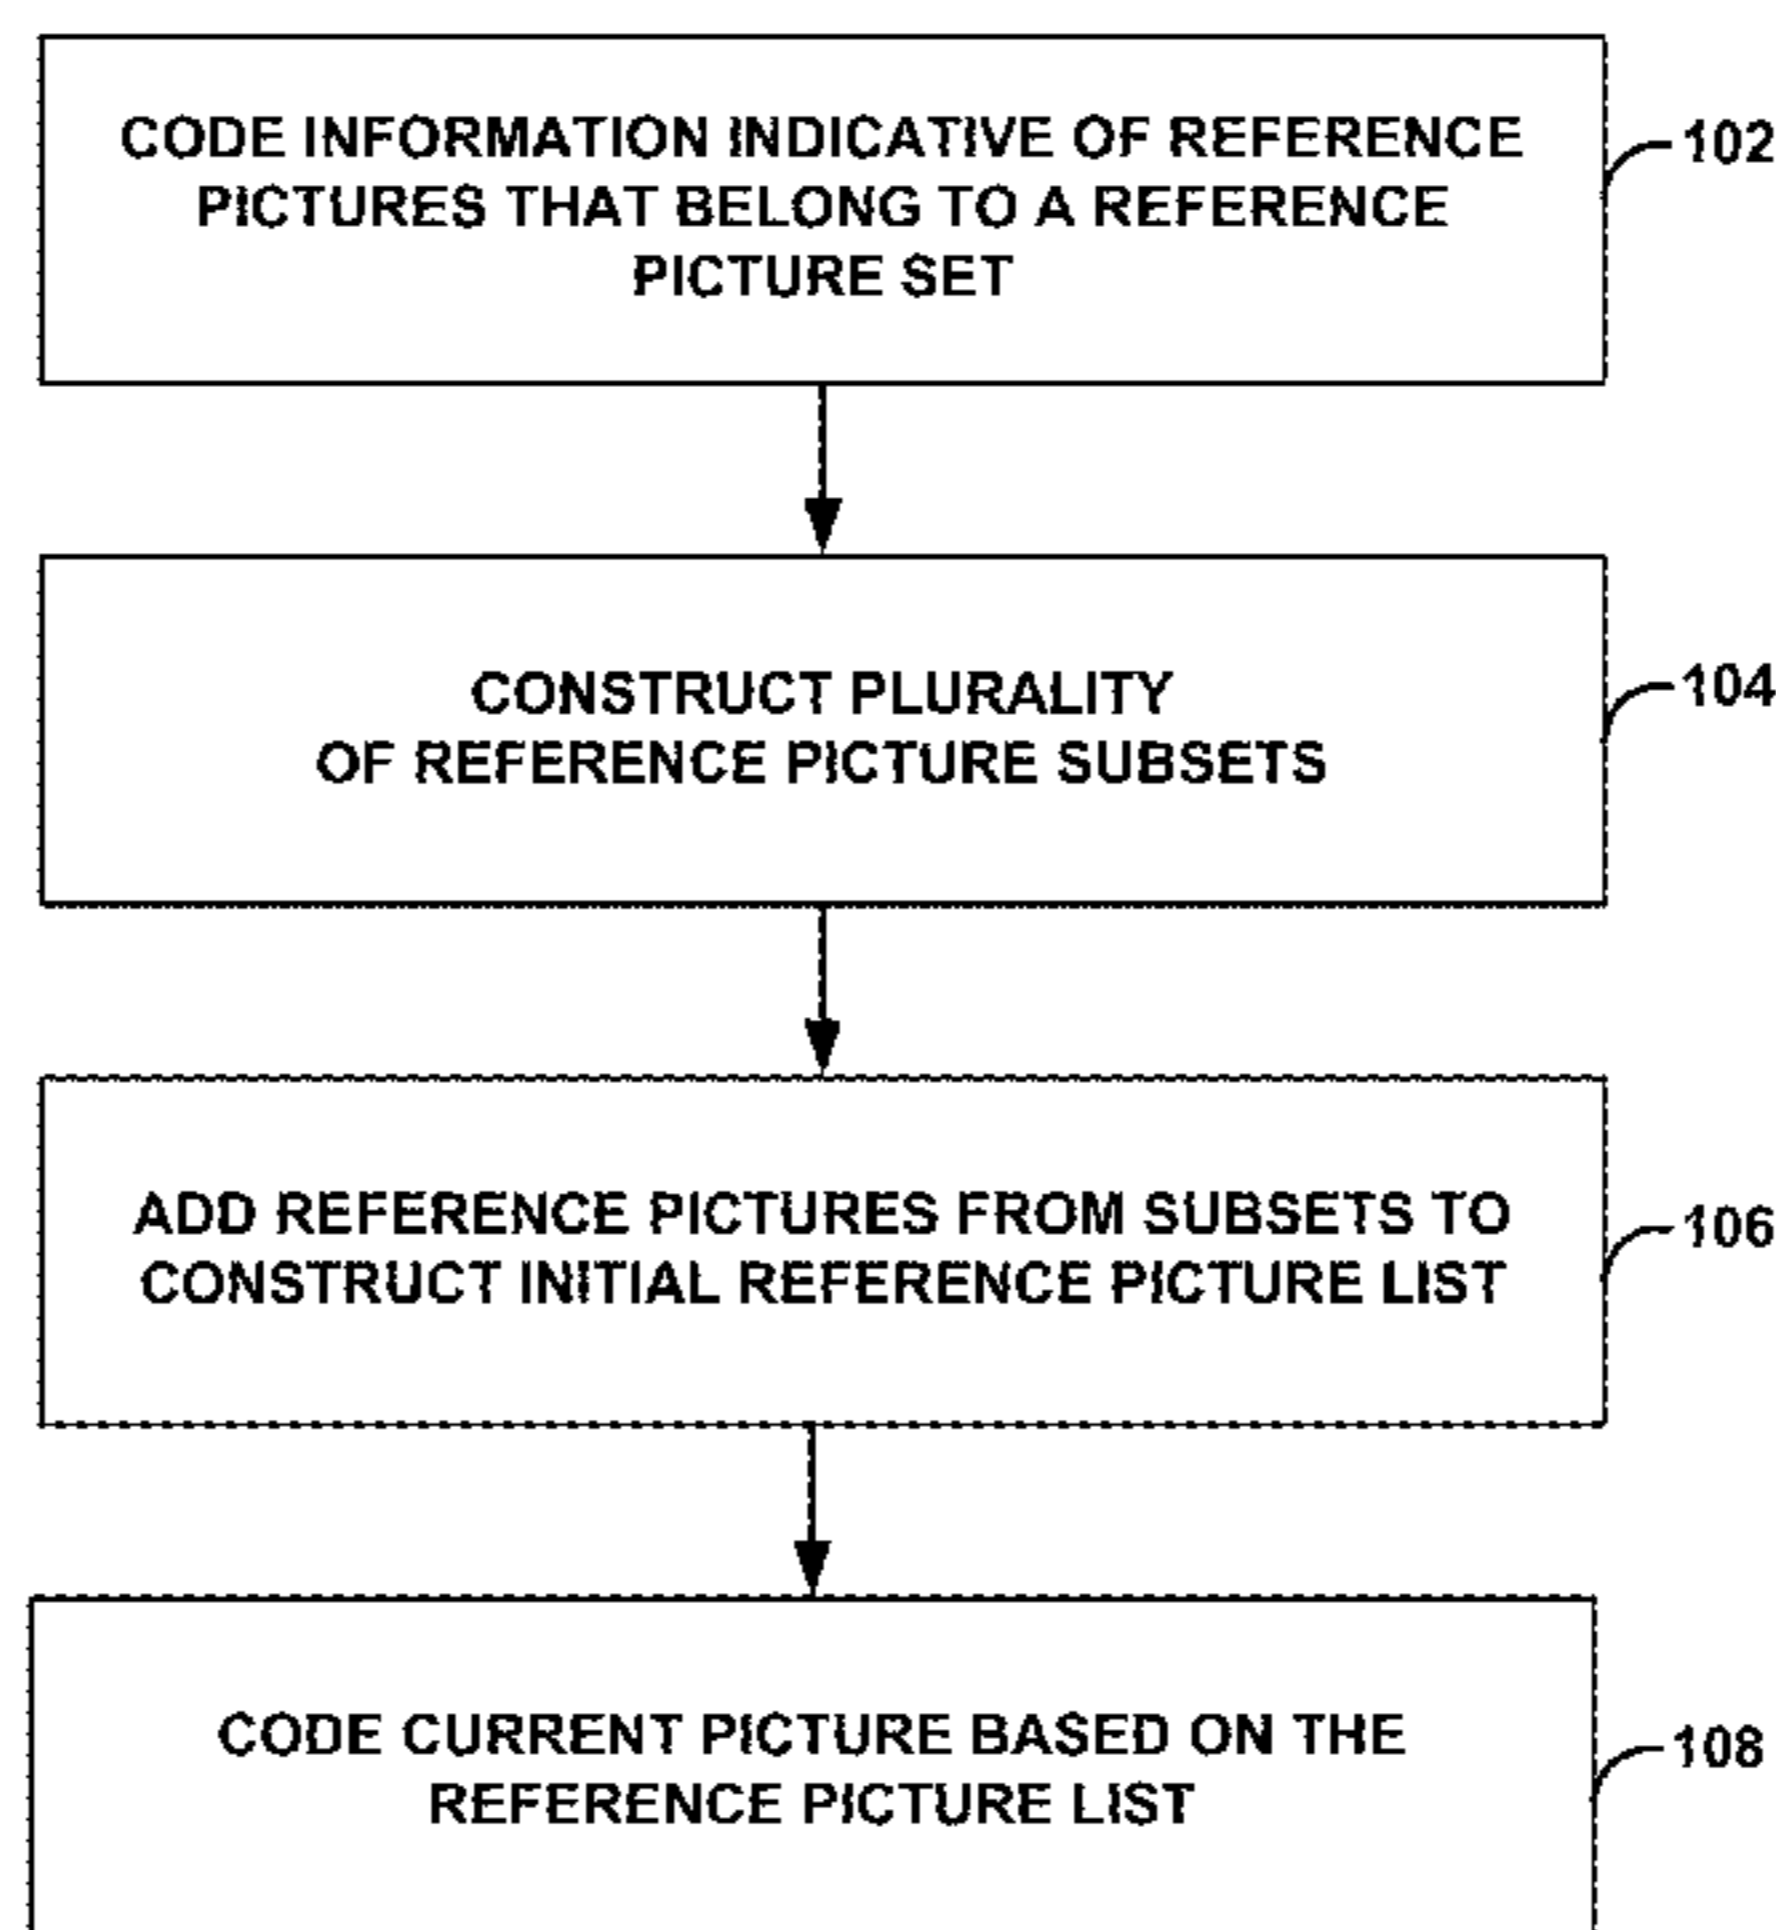 CODE INFORMATION INDICATIVE OF REFERENCE
PICTURES THAT BELONG TO A REFERENCE
PICTURE SET
102
CONSTRUCT PLURALITY
OF REFERENCE PICTURE SUBSETS
104
ADD REFERENCE PICTURES FROM SUBSETS TO
CONSTRUCT INITIAL REFERENCE PICTURE LIST
106
CODE CURRENT PICTURE BASED ON THE
REFERENCE PICTURE LIST
108